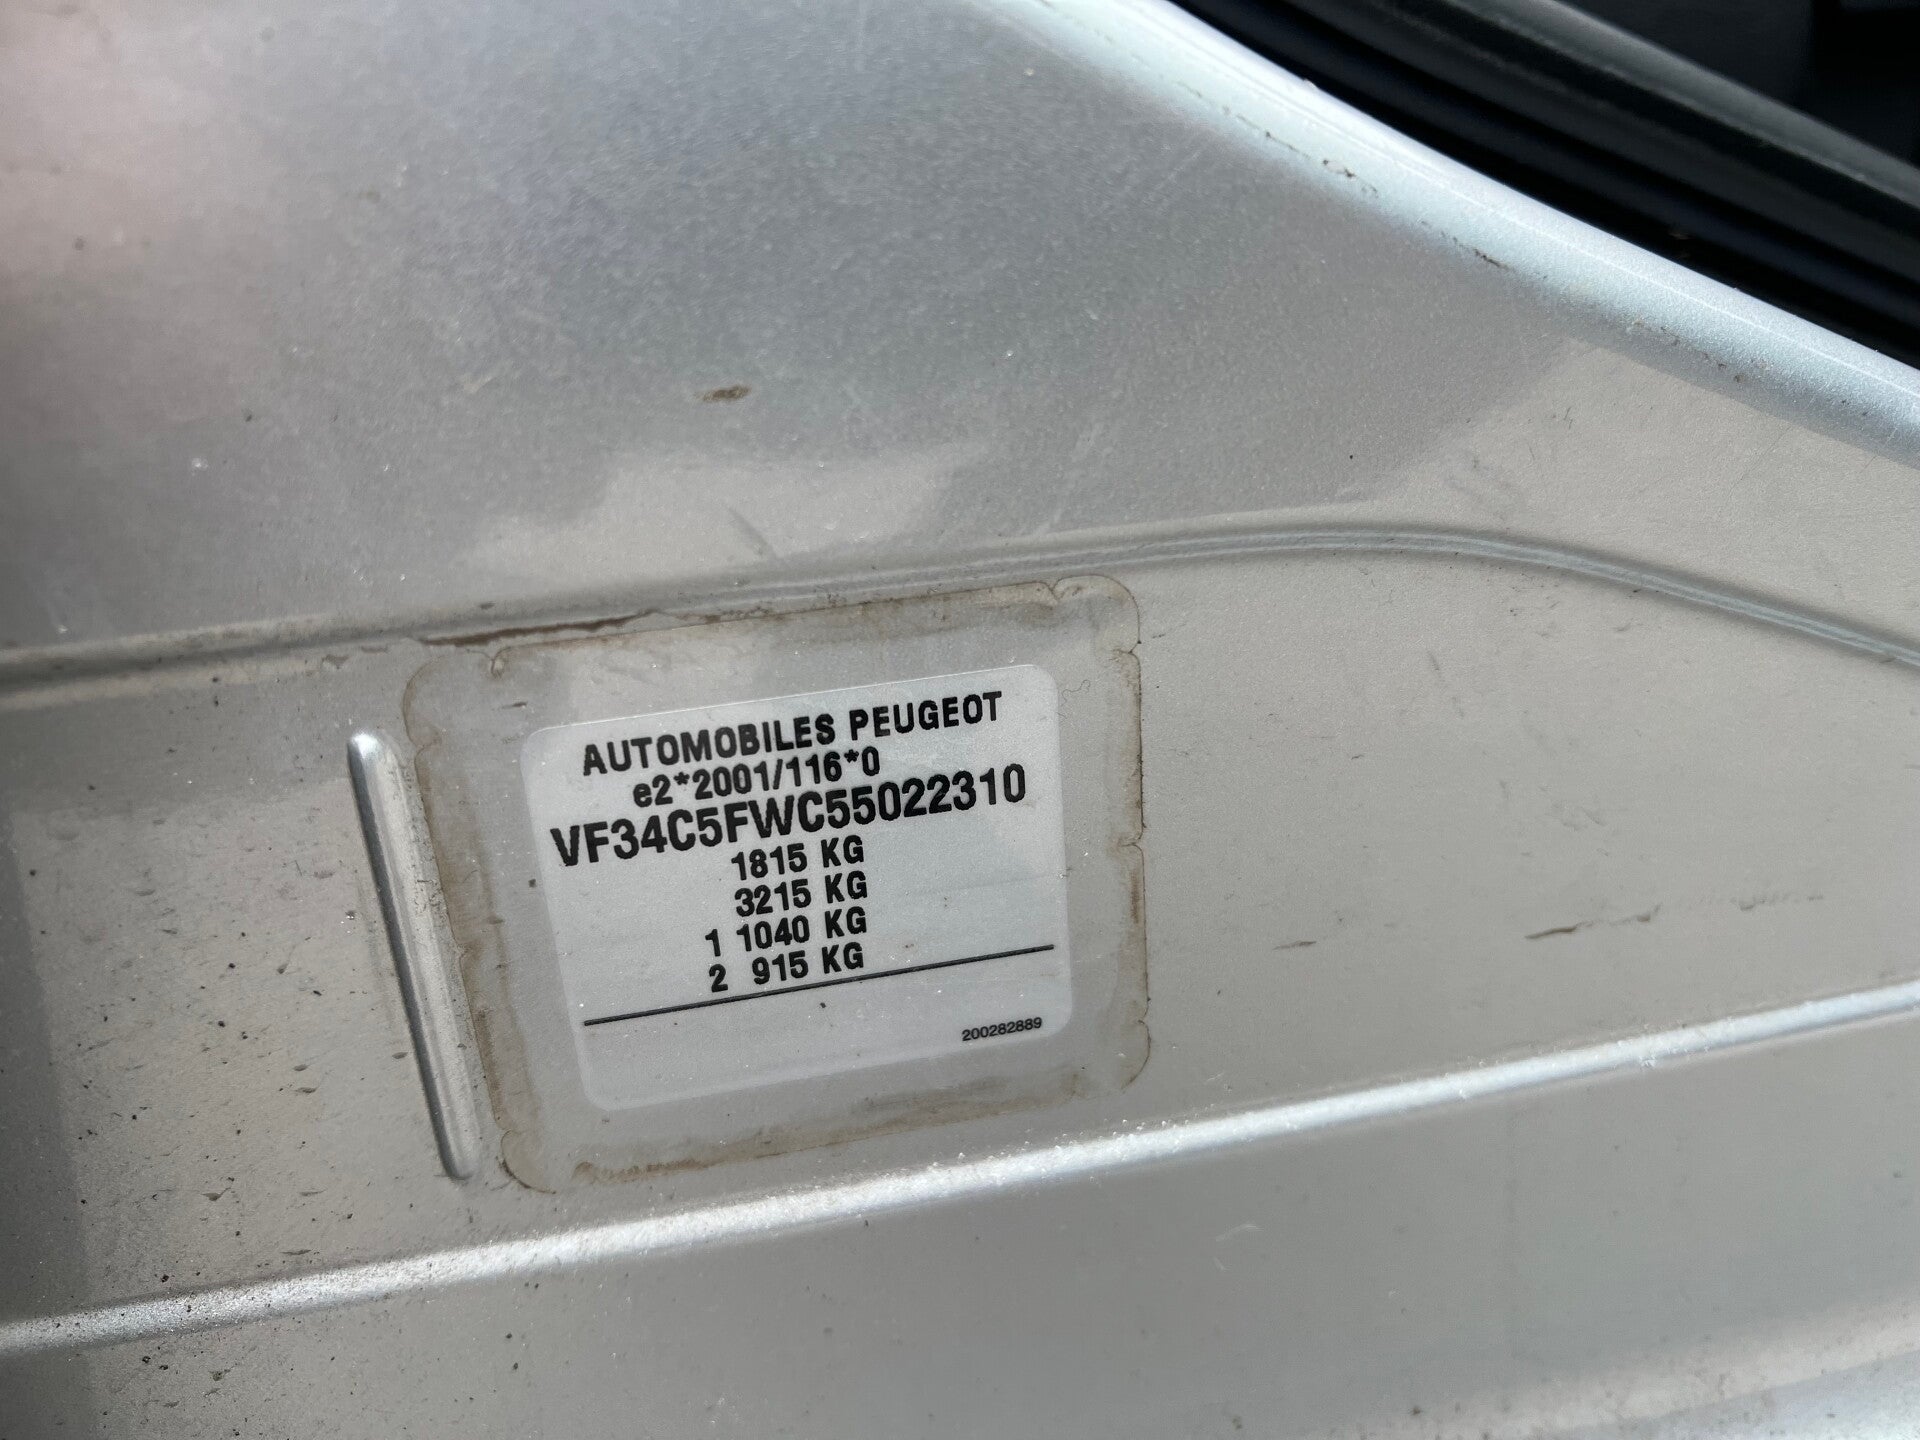 AUTOMOBILES PEUGEOT
e2*2001/116*0
VF34C5FWC55022310
1815 KG
3215 KG
1 1040 KG
2 915 KG
200282889